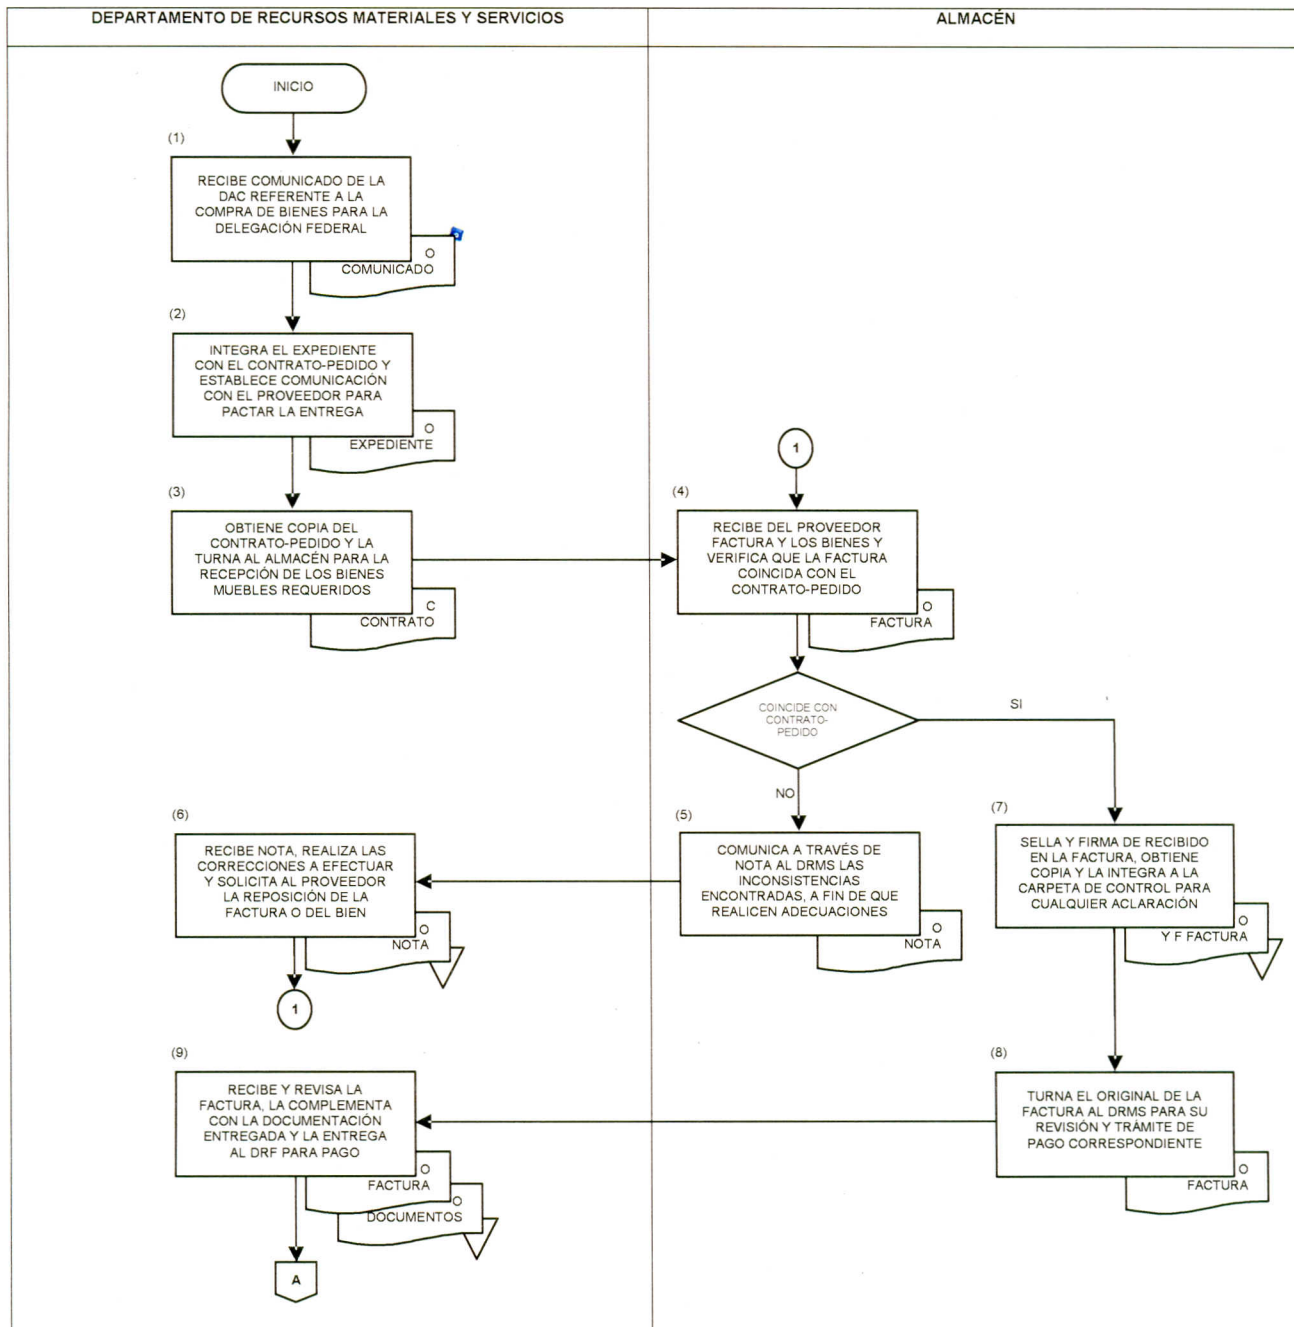 DEPARTAMENTO DE RECURSOS MATERIALES Y SERVICIOS
ALMACÉN
INICIO
(1)
RECIBE COMUNICADO DE LA
DAC REFERENTE A LA
COMPRA DE BIENES PARA LA
DELEGACIÓN FEDERAL
O
COMUNICADO
(2)
INTEGRA EL EXPEDIENTE
CON EL CONTRATO-PEDIDO Y
ESTABLECE COMUNICACIÓN
CON EL PROVEEDOR PARA
PACTAR LA ENTREGA
O
EXPEDIENTE
(3)
OBTIENE COPIA DEL
CONTRATO-PEDIDO Y LA
TURNA AL ALMACÉN PARA LA
RECEPCIÓN DE LOS BIENES
MUEBLES REQUERIDOS
C
CONTRATO
1
(4)
RECIBE DEL PROVEEDOR
FACTURA Y LOS BIENES Y
VERIFICA QUE LA FACTURA
COINCIDA CON EL
CONTRATO-PEDIDO
O
FACTURA
COINCIDE CON
CONTRATO-
PEDIDO
SI
NO
(5)
COMUNICA A TRAVÉS DE
NOTA AL DRMS LAS
INCONSISTENCIAS
ENCONTRADAS, A FIN DE QUE
REALICEN ADECUACIONES
O
NOTA
(6)
RECIBE NOTA, REALIZA LAS
CORRECCIONES A EFECTUAR
Y SOLICITA AL PROVEEDOR
LA REPOSICIÓN DE LA
FACTURA O DEL BIEN
O
NOTA
1
(7)
SELLA Y FIRMA DE RECIBIDO
EN LA FACTURA, OBTIENE
COPIA Y LA INTEGRA A LA
CARPETA DE CONTROL PARA
CUALQUIER ACLARACIÓN
O
Y F FACTURA
(8)
TURNA EL ORIGINAL DE LA
FACTURA AL DRMS PARA SU
REVISIÓN Y TRÁMITE DE
PAGO CORRESPONDIENTE
O
FACTURA
(9)
RECIBE Y REVISA LA
FACTURA, LA COMPLEMENTA
CON LA DOCUMENTACIÓN
ENTREGADA Y LA ENTREGA
AL DRF PARA PAGO
O
FACTURA
O
DOCUMENTOS
A